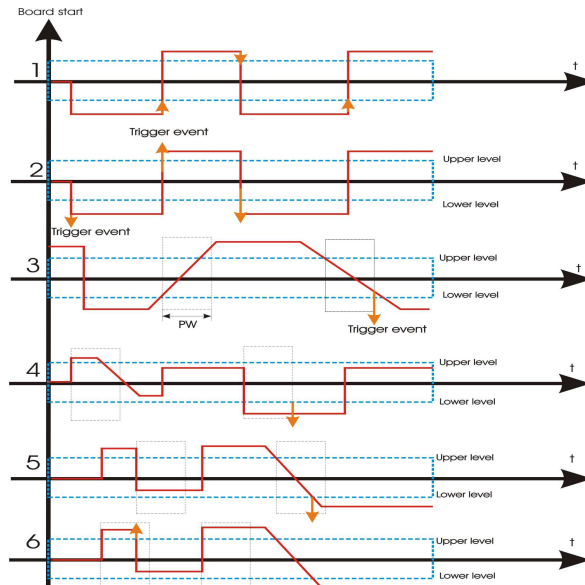 Board start
1
t
Trigger event
2
Upper level
t
Lower level
Trigger event
3
Upper level
t
Lower level
PW
Trigger event
4
Upper level
t
Lower level
5
Upper level
t
Lower level
6
Upper level
t
Lower level